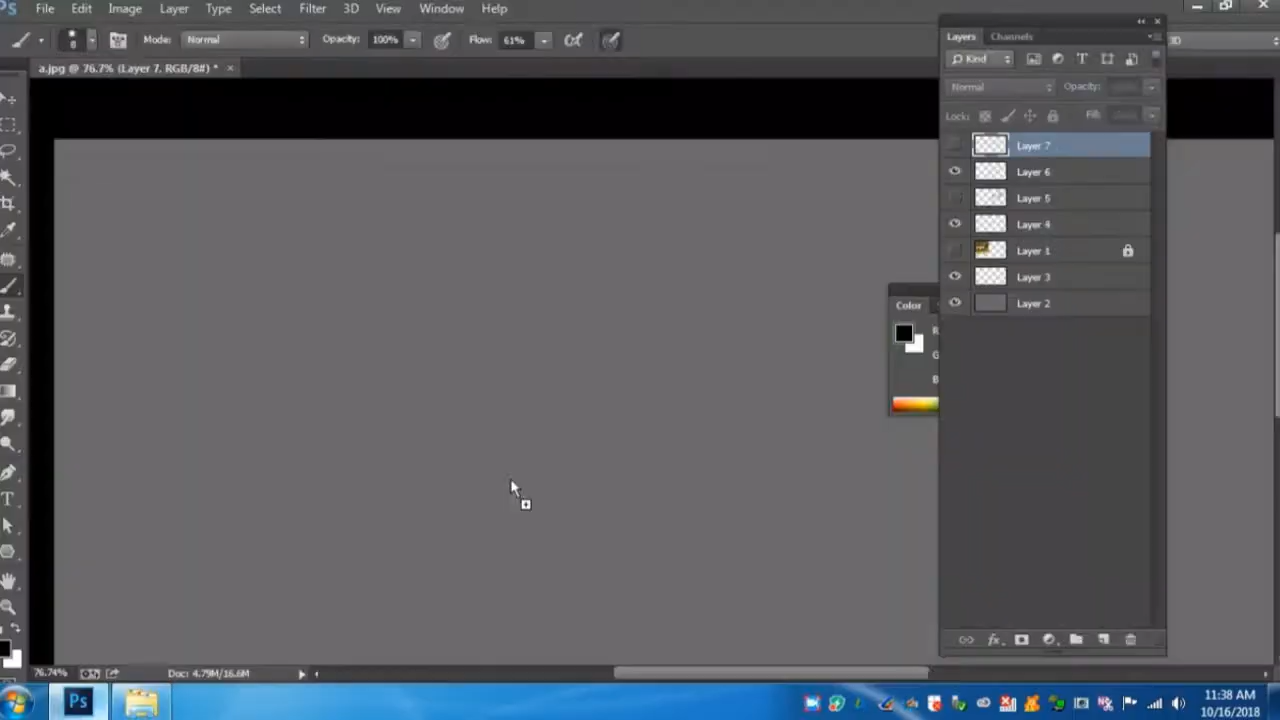 Ps File Edit Image Layer Type Select Filter 3D View Window Help
Mode: Normal Opacity: 100% Flow: 61% 3D
a.jpg @ 76.7% (Layer 7, RGB/8#) * ×
Layers Channels
Kind
Normal Opacity:
Lock: Fill:
Layer 7
Layer 6
Layer 5
Layer 4
Layer 1
Layer 3
Layer 2
Color
R
G
B
76.74% Doc: 4.79M/16.6M
Ps
11:38 AM
10/16/2018